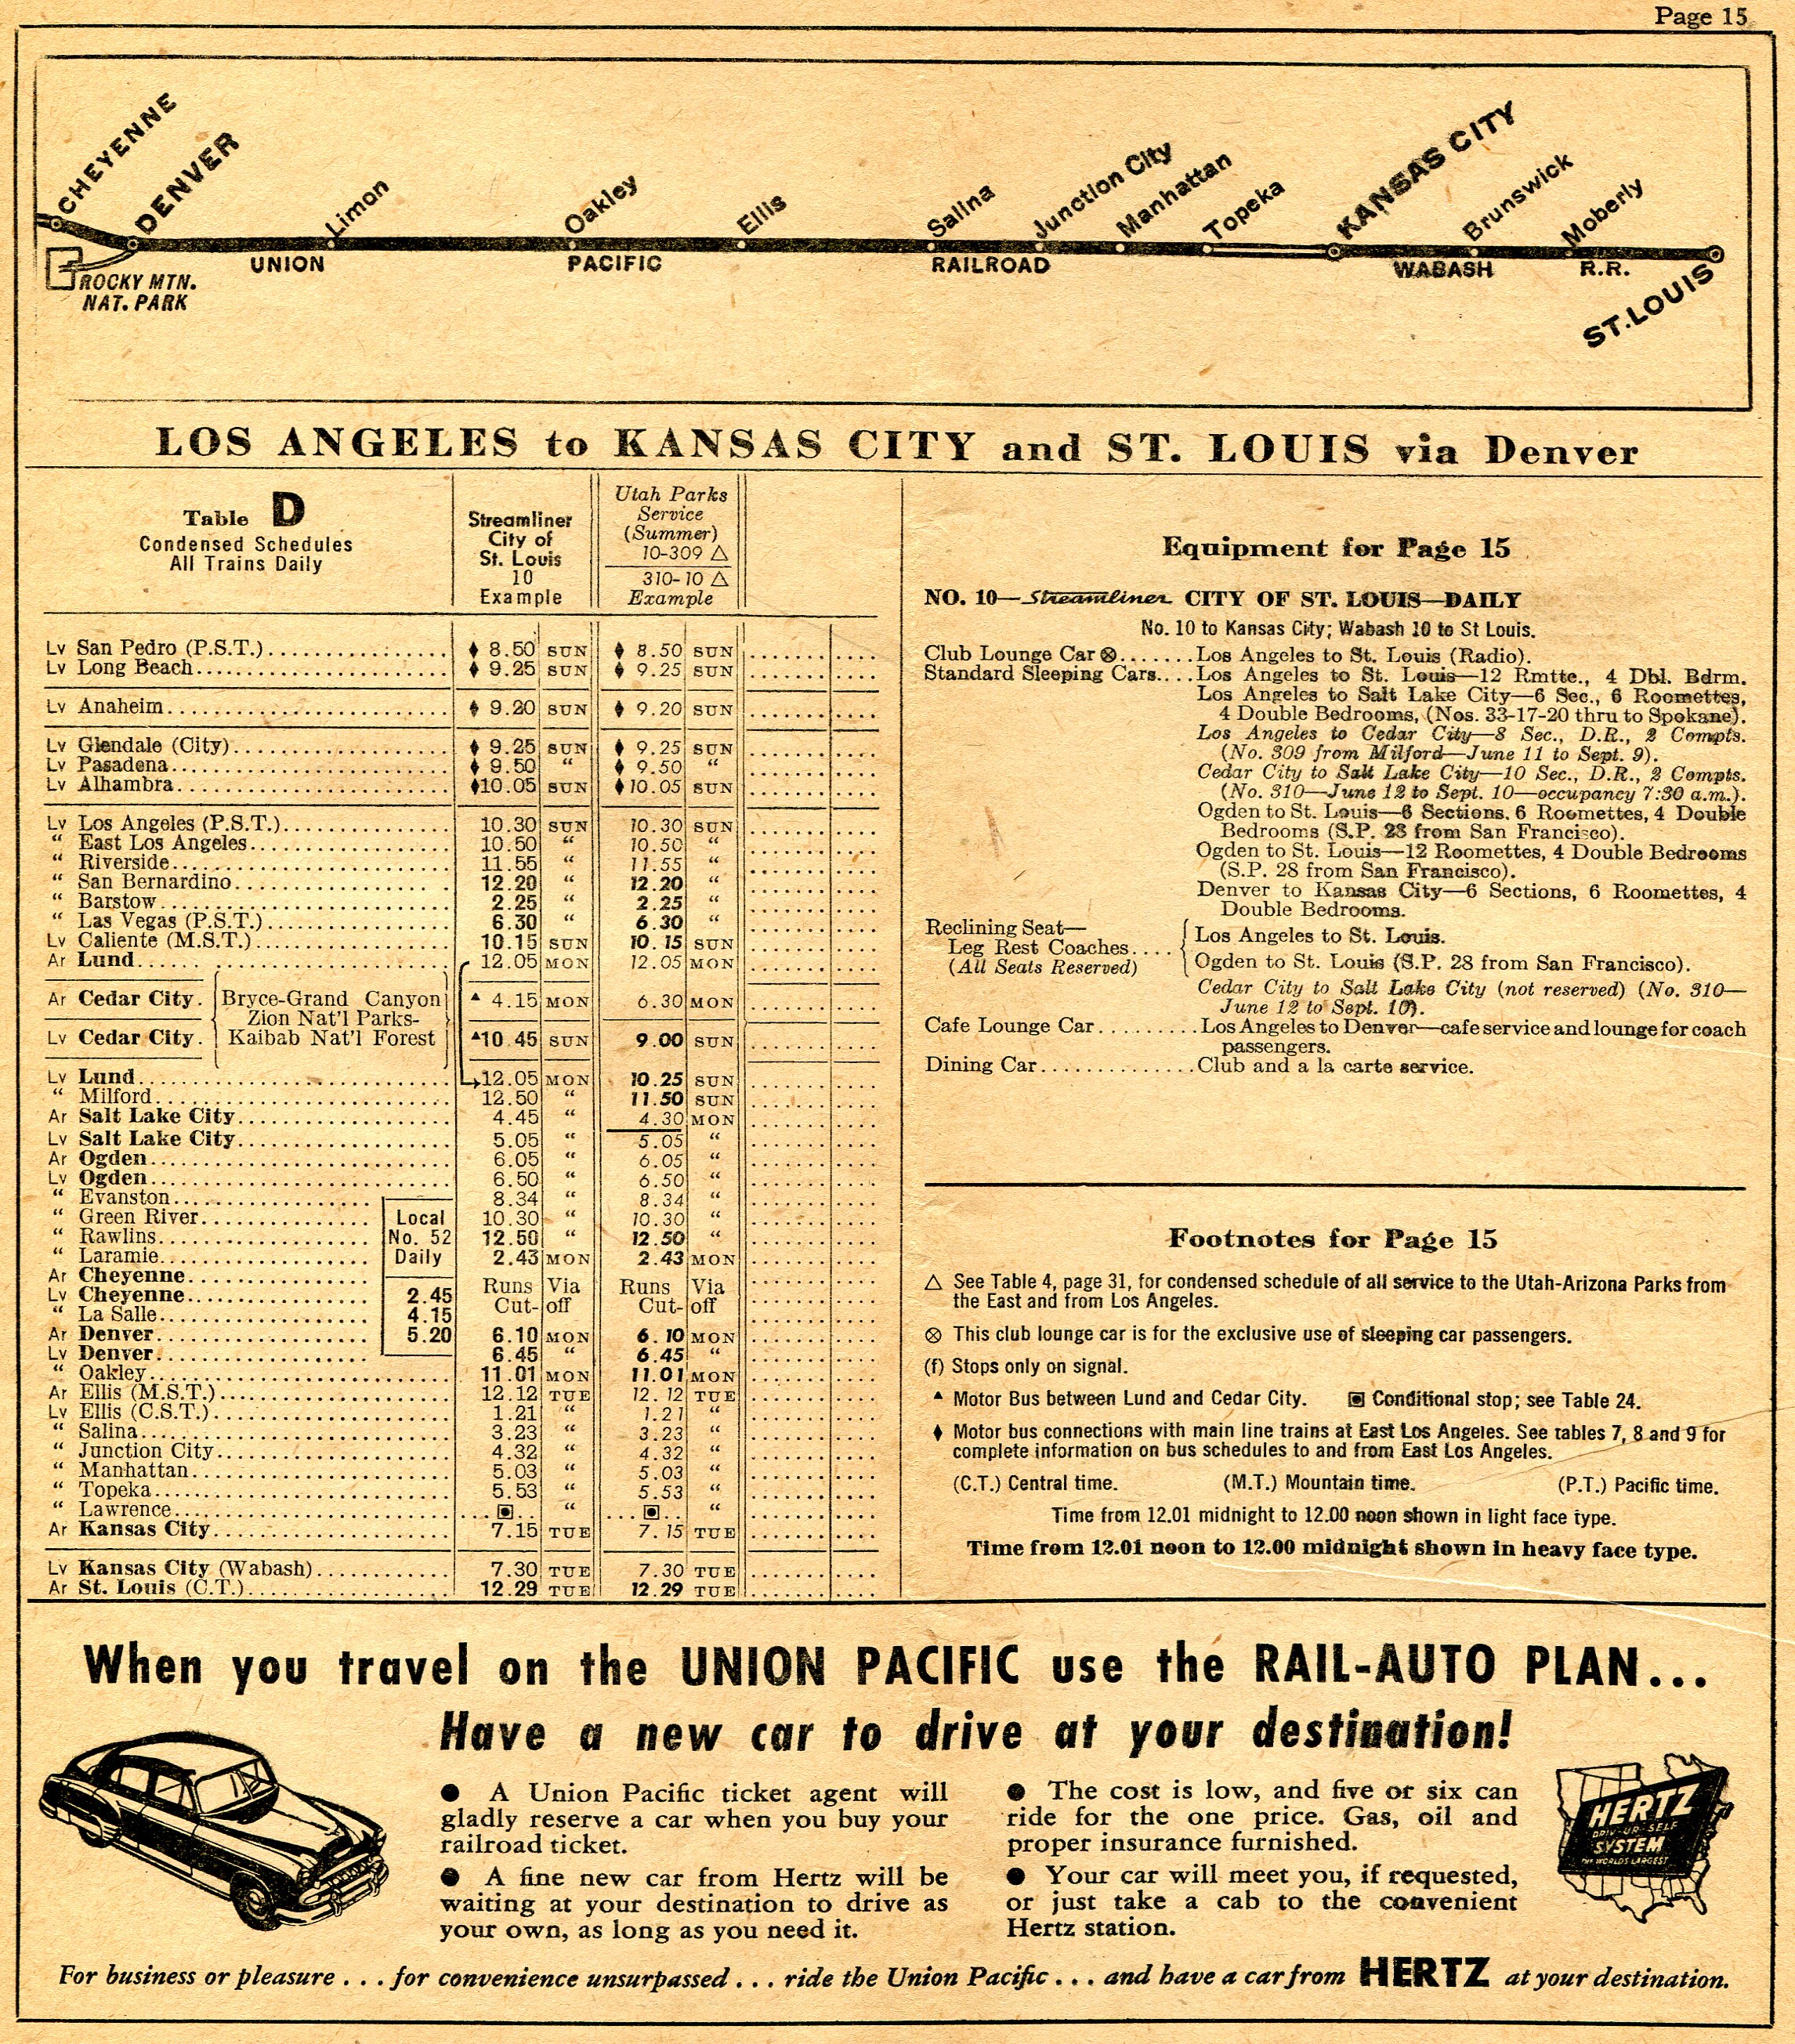 Page 15
CHEYENNE
DENVER
Limon
Oakley
Ellis
Salina
Junction City
Manhattan
Topeka
KANSAS CITY
Brunswick
Moberly
ST. LOUIS
ROCKY MTN.
NAT. PARK
UNION PACIFIC RAILROAD WABASH R.R.
LOS ANGELES to KANSAS CITY and ST. LOUIS via Denver
Table D
Condensed Schedules
All Trains Daily
Streamliner
City of
St. Louis
10
Example
Utah Parks
Service
(Summer)
10-309 △
310-10 △
Example
Lv San Pedro (P.S.T.) ♦ 8.50 SUN ♦ 8.50 SUN
Lv Long Beach ♦ 9.25 SUN ♦ 9.25 SUN
Lv Anaheim ♦ 9.20 SUN ♦ 9.20 SUN
Lv Glendale (City) ♦ 9.25 SUN ♦ 9.25 SUN
Lv Pasadena ♦ 9.50 “ ♦ 9.50 “
Lv Alhambra ♦10.05 SUN ♦10.05 SUN
Lv Los Angeles (P.S.T.) 10.30 SUN 10.30 SUN
“ East Los Angeles 10.50 “ 10.50 “
“ Riverside 11.55 “ 11.55 “
“ San Bernardino 12.20 “ 12.20 “
“ Barstow 2.25 “ 2.25 “
“ Las Vegas (P.S.T.) 6.30 “ 6.30 “
Lv Caliente (M.S.T.) 10.15 SUN 10.15 SUN
Ar Lund 12.05 MON 12.05 MON
Ar Cedar City ▲ 4.15 MON 6.30 MON
Bryce-Grand Canyon
Zion Nat'l Parks-
Kaibab Nat'l Forest
Lv Cedar City ▲10 45 SUN 9.00 SUN
Lv Lund 12.05 MON 10.25 SUN
“ Milford 12.50 “ 11.50 SUN
Ar Salt Lake City 4.45 “ 4.30 MON
Lv Salt Lake City 5.05 “ 5.05 “
Ar Ogden 6.05 “ 6.05 “
Lv Ogden 6.50 “ 6.50 “
“ Evanston 8.34 “ 8.34 “
“ Green River 10.30 “ 10.30 “
“ Rawlins 12.50 “ 12.50 “
“ Laramie 2.43 MON 2.43 MON
Local
No. 52
Daily
Ar Cheyenne Runs Via Runs Via
Lv Cheyenne 2.45 Cut-off Cut-off
“ La Salle 4.15
Ar Denver 5.20 6.10 MON 6.10 MON
Lv Denver 6.45 “ 6.45 “
“ Oakley 11.01 MON 11.01 MON
Ar Ellis (M.S.T.) 12.12 TUE 12.12 TUE
Lv Ellis (C.S.T.) 1.21 “ 1.21 “
“ Salina 3.23 “ 3.23 “
“ Junction City 4.32 “ 4.32 “
“ Manhattan 5.03 “ 5.03 “
“ Topeka 5.53 “ 5.53 “
“ Lawrence ▣ “ ▣ “
Ar Kansas City 7.15 TUE 7.15 TUE
Lv Kansas City (Wabash) 7.30 TUE 7.30 TUE
Ar St. Louis (C.T.) 12.29 TUE 12.29 TUE
Equipment for Page 15
NO. 10—Streamliner CITY OF ST. LOUIS—DAILY
No. 10 to Kansas City; Wabash 10 to St Louis.
Club Lounge Car ⊗.......Los Angeles to St. Louis (Radio).
Standard Sleeping Cars....Los Angeles to St. Louis—12 Rmtte., 4 Dbl. Bdrm.
Los Angeles to Salt Lake City—6 Sec., 6 Roomettes,
4 Double Bedrooms, (Nos. 33-17-20 thru to Spokane).
Los Angeles to Cedar City—8 Sec., D.R., 2 Compts.
(No. 309 from Milford—June 11 to Sept. 9).
Cedar City to Salt Lake City—10 Sec., D.R., 2 Compts.
(No. 310—June 12 to Sept. 10—occupancy 7:30 a.m.).
Ogden to St. Louis—6 Sections, 6 Roomettes, 4 Double
Bedrooms (S.P. 28 from San Francisco).
Ogden to St. Louis—12 Roomettes, 4 Double Bedrooms
(S.P. 28 from San Francisco).
Denver to Kansas City—6 Sections, 6 Roomettes, 4
Double Bedrooms.
Reclining Seat—
Leg Rest Coaches....
(All Seats Reserved)
Los Angeles to St. Louis.
Ogden to St. Louis (S.P. 28 from San Francisco).
Cedar City to Salt Lake City (not reserved) (No. 310—
June 12 to Sept. 10).
Cafe Lounge Car.........Los Angeles to Denver—cafe service and lounge for coach
passengers.
Dining Car..............Club and a la carte service.
Footnotes for Page 15
△ See Table 4, page 31, for condensed schedule of all service to the Utah-Arizona Parks from
the East and from Los Angeles.
⊗ This club lounge car is for the exclusive use of sleeping car passengers.
(f) Stops only on signal.
▲ Motor Bus between Lund and Cedar City. ▣ Conditional stop; see Table 24.
♦ Motor bus connections with main line trains at East Los Angeles. See tables 7, 8 and 9 for
complete information on bus schedules to and from East Los Angeles.
(C.T.) Central time. (M.T.) Mountain time. (P.T.) Pacific time.
Time from 12.01 midnight to 12.00 noon shown in light face type.
Time from 12.01 noon to 12.00 midnight shown in heavy face type.
When you travel on the UNION PACIFIC use the RAIL-AUTO PLAN...
Have a new car to drive at your destination!
● A Union Pacific ticket agent will
gladly reserve a car when you buy your
railroad ticket.
● A fine new car from Hertz will be
waiting at your destination to drive as
your own, as long as you need it.
● The cost is low, and five or six can
ride for the one price. Gas, oil and
proper insurance furnished.
● Your car will meet you, if requested,
or just take a cab to the convenient
Hertz station.
HERTZ
DRIV-UR-SELF
SYSTEM
THE WORLD'S LARGEST
For business or pleasure . . . for convenience unsurpassed . . . ride the Union Pacific . . . and have a car from HERTZ at your destination.